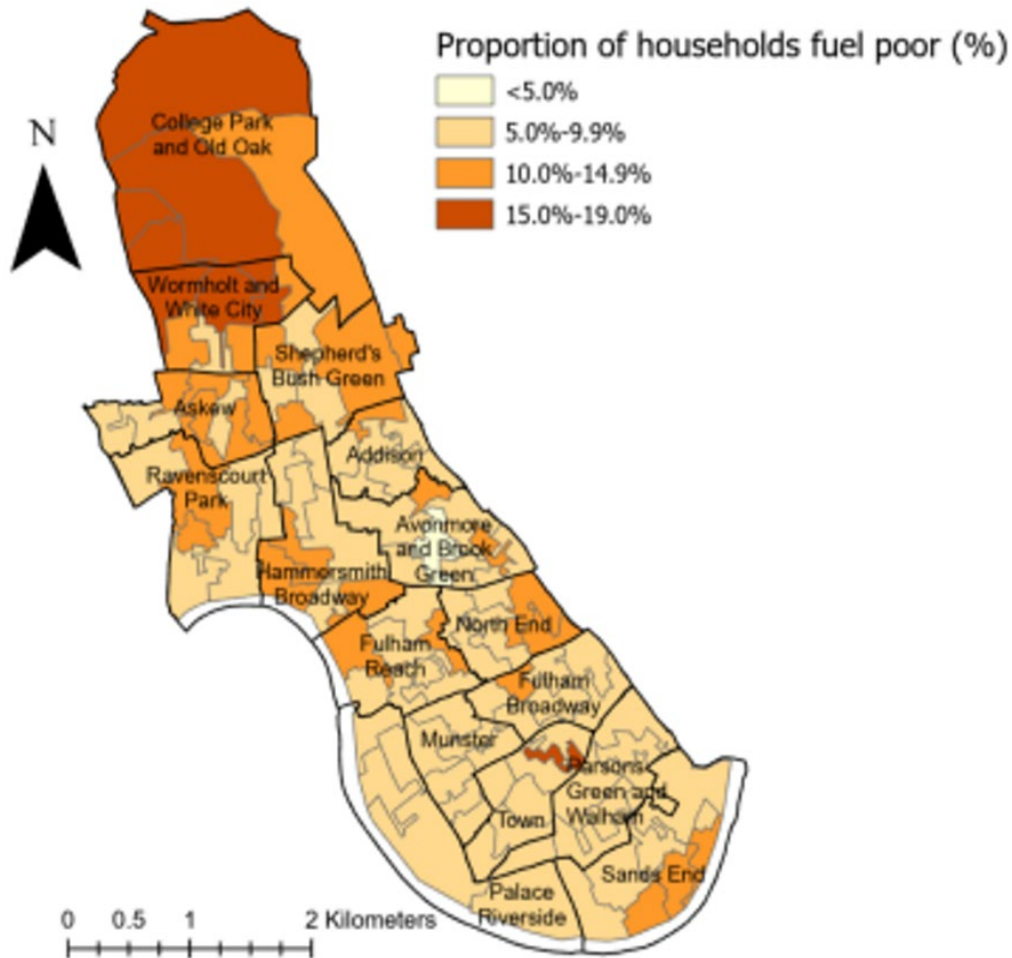 Proportion of households fuel poor (%)
<5.0%
5.0%-9.9%
10.0%-14.9%
15.0%-19.0%
N
College Park
and Old Oak
Wormholt and
White City
Shepherd's
Bush Green
Askew
Addison
Ravenscourt
Park
Avonmore
and Brook
Green
Hammersmith
Broadway
North End
Fulham
Reach
Fulham
Broadway
Munster
Parsons
Green and
Walham
Town
Sands End
Palace
Riverside
0 0.5 1 2 Kilometers